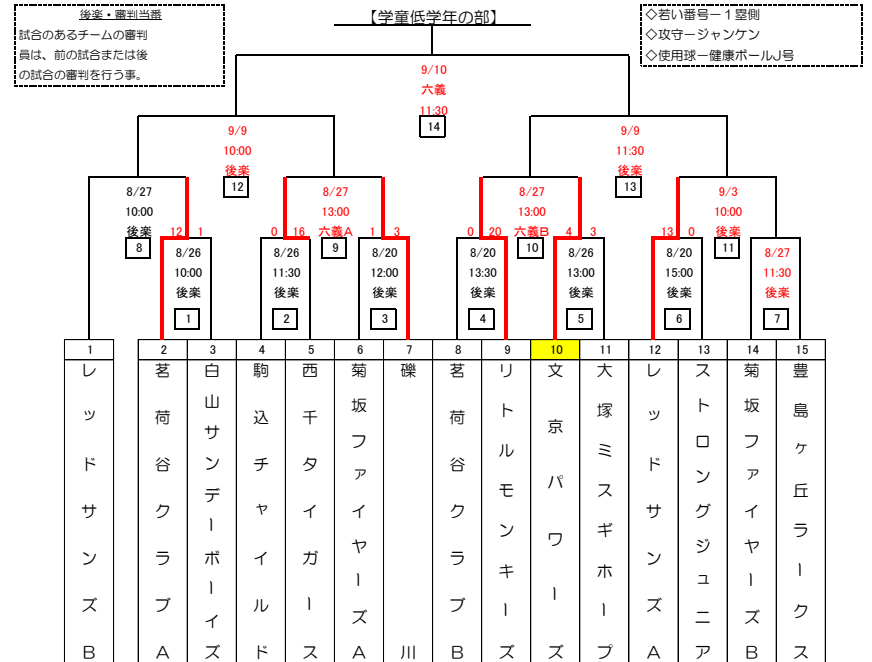 後楽・審判当番
試合のあるチームの審判
員は、前の試合または後
の試合の審判を行う事。
【学童低学年の部】
◇若い番号ー１塁側
◇攻守ージャンケン
◇使用球ー健康ボールJ号
9/10
六義
11:30
14
9/9
10:00
後楽
12
9/9
11:30
後楽
13
8/27
10:00
後楽
8
8/27
13:00
六義A
9
8/27
13:00
六義B
10
9/3
10:00
後楽
11
12 1
0 16
1 3
0 20
4 3
13 0
8/26
10:00
後楽
1
8/26
11:30
後楽
2
8/20
12:00
後楽
3
8/20
13:30
後楽
4
8/26
13:00
後楽
5
8/20
15:00
後楽
6
8/27
11:30
後楽
7
1
レッドサンズB
2
茗荷谷クラブA
3
白山サンデーボーイズ
4
駒込チャイルド
5
西千タイガース
6
菊坂ファイヤーズA
7
礫川
8
茗荷谷クラブB
9
リトルモンキーズ
10
文京パワーズ
11
大塚ミスギホープ
12
レッドサンズA
13
ストロングジュニア
14
菊坂ファイヤーズB
15
豊島ヶ丘ラークス